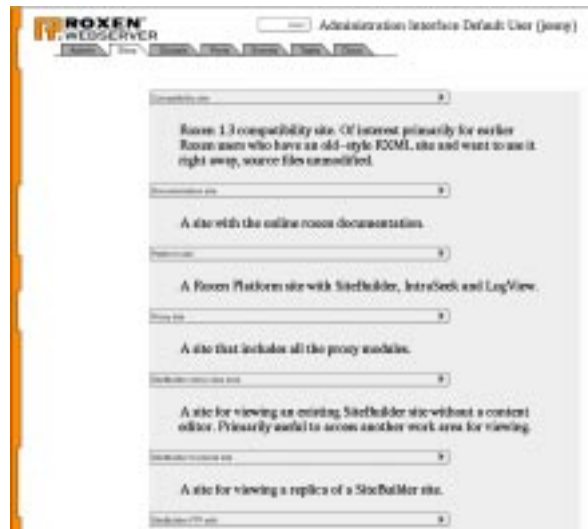 ROXEN
WEBSERVER
Administration Interface Default User (jenny)
Compatibility site
Roxen 1.3 compatibility site. Of interest primarily for earlier
Roxen users who have an old-style RXML site and want to use it
right away, source files unmodified.
Documentation site
A site with the online roxen documentation.
Platform site
A Roxen Platform site with SiteBuilder, IntraSeek and LogView.
Proxy site
A site that includes all the proxy modules.
A site for viewing an existing SiteBuilder site without a content
editor. Primarily useful to access another work area for viewing.
A site for viewing a replica of a SiteBuilder site.
SiteBuilder FTP site